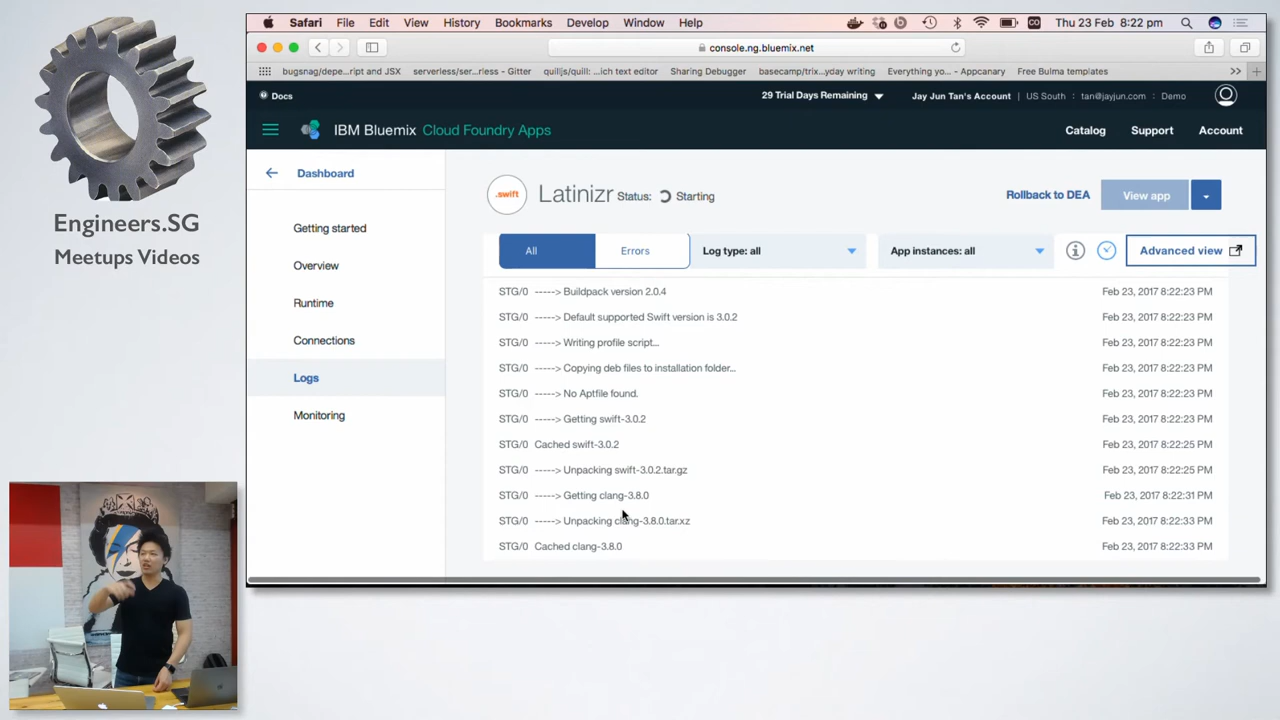 Safari File Edit View History Bookmarks Develop Window Help
Thu 23 Feb 8:22 pm
console.ng.bluemix.net
bugsnag/depe...ript and JSX serverless/ser...rless - Gitter quilljs/quill: ...ich text editor Sharing Debugger basecamp/trix...yday writing Everything yo... - Appcanary Free Bulma templates
Docs
29 Trial Days Remaining
Jay Jun Tan's Account | US South : tan@jayjun.com : Demo
IBM Bluemix Cloud Foundry Apps
Catalog Support Account
Engineers.SG
Meetups Videos
Dashboard
Getting started
Overview
Runtime
Connections
Logs
Monitoring
.swift
Latinizr Status: Starting
Rollback to DEA
View app
All Errors Log type: all App instances: all Advanced view
STG/0 -----> Buildpack version 2.0.4 Feb 23, 2017 8:22:23 PM
STG/0 -----> Default supported Swift version is 3.0.2 Feb 23, 2017 8:22:23 PM
STG/0 -----> Writing profile script... Feb 23, 2017 8:22:23 PM
STG/0 -----> Copying deb files to installation folder... Feb 23, 2017 8:22:23 PM
STG/0 -----> No Aptfile found. Feb 23, 2017 8:22:23 PM
STG/0 -----> Getting swift-3.0.2 Feb 23, 2017 8:22:23 PM
STG/0 Cached swift-3.0.2 Feb 23, 2017 8:22:25 PM
STG/0 -----> Unpacking swift-3.0.2.tar.gz Feb 23, 2017 8:22:25 PM
STG/0 -----> Getting clang-3.8.0 Feb 23, 2017 8:22:31 PM
STG/0 -----> Unpacking clang-3.8.0.tar.xz Feb 23, 2017 8:22:33 PM
STG/0 Cached clang-3.8.0 Feb 23, 2017 8:22:33 PM